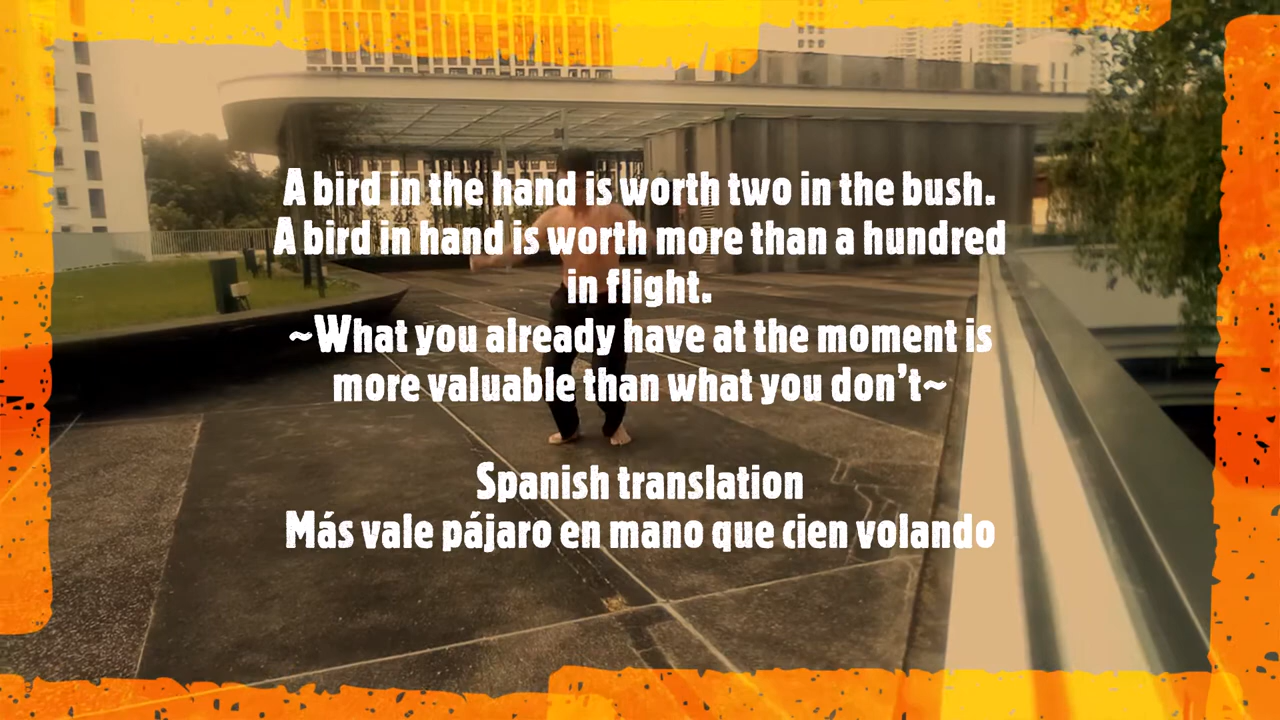 A bird in the hand is worth two in the bush.
A bird in hand is worth more than a hundred
in flight.
~What you already have at the moment is
more valuable than what you don't~
Spanish translation
Más vale pájaro en mano que cien volando